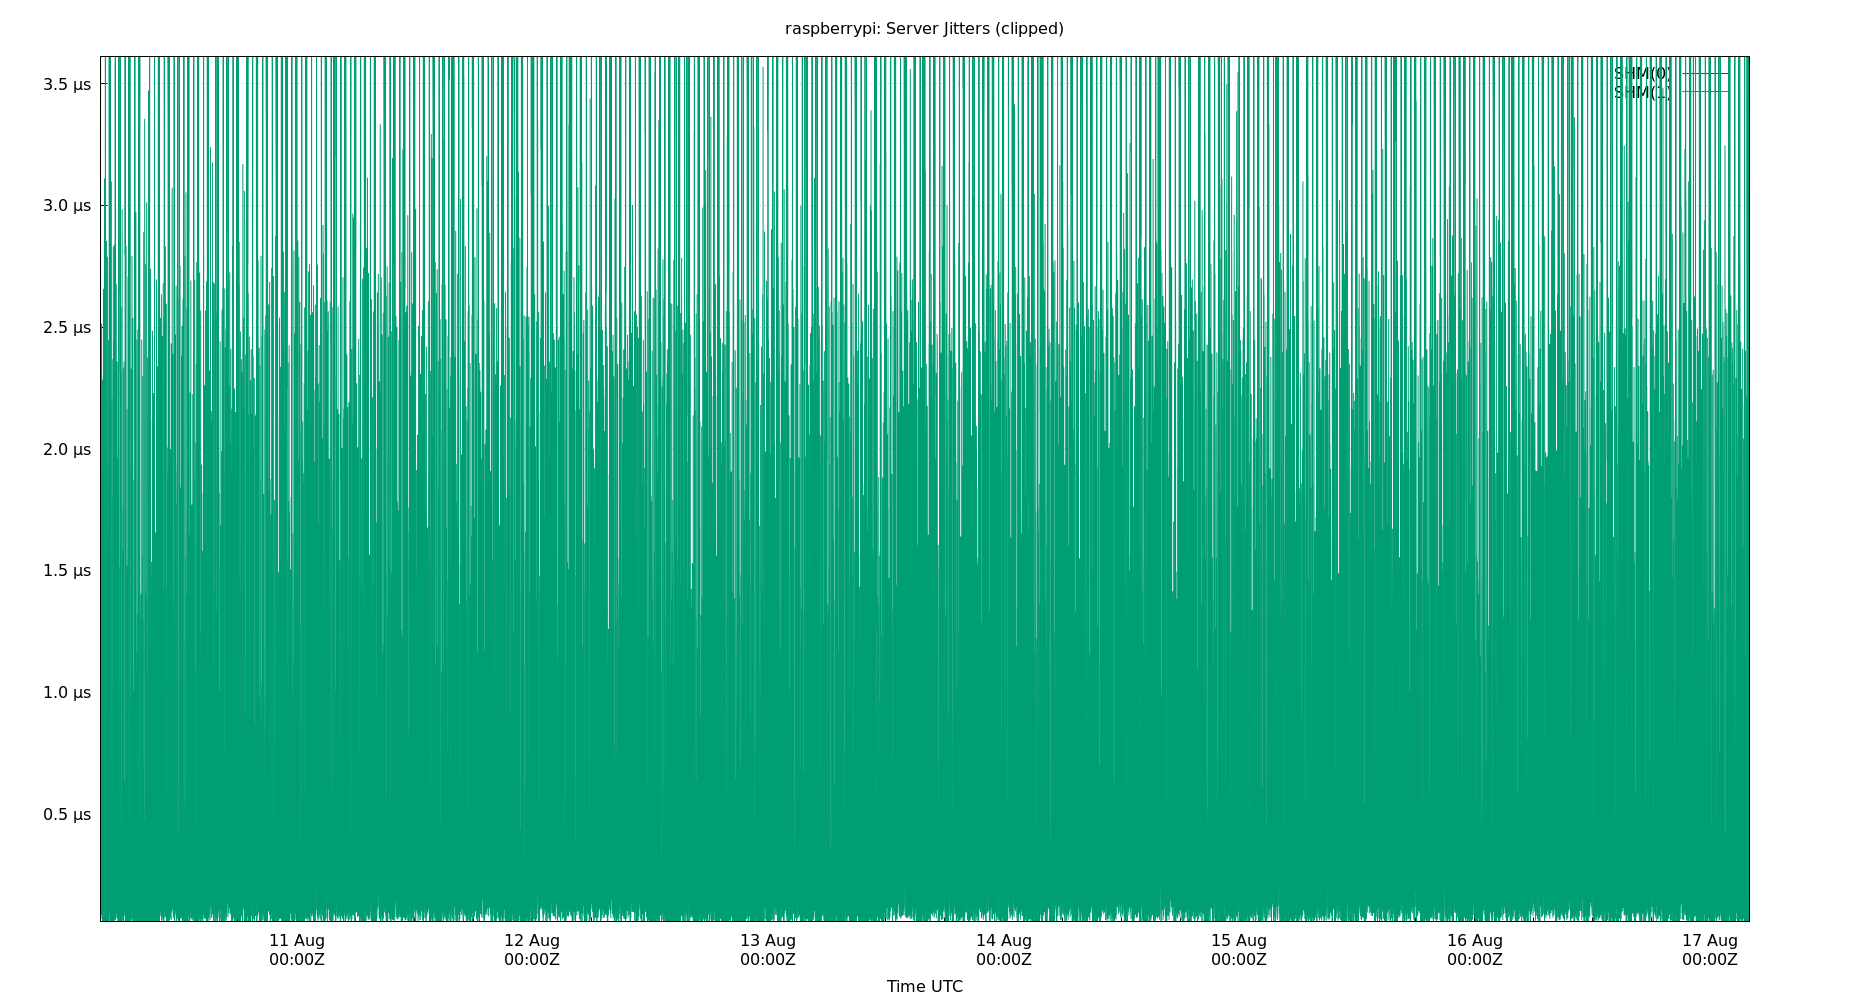 raspberrypi: Server Jitters (clipped)
SHM(0)
SHM(1)
3.5 µs
3.0 µs
2.5 µs
2.0 µs
1.5 µs
1.0 µs
0.5 µs
11 Aug
00:00Z
12 Aug
00:00Z
13 Aug
00:00Z
14 Aug
00:00Z
15 Aug
00:00Z
16 Aug
00:00Z
17 Aug
00:00Z
Time UTC